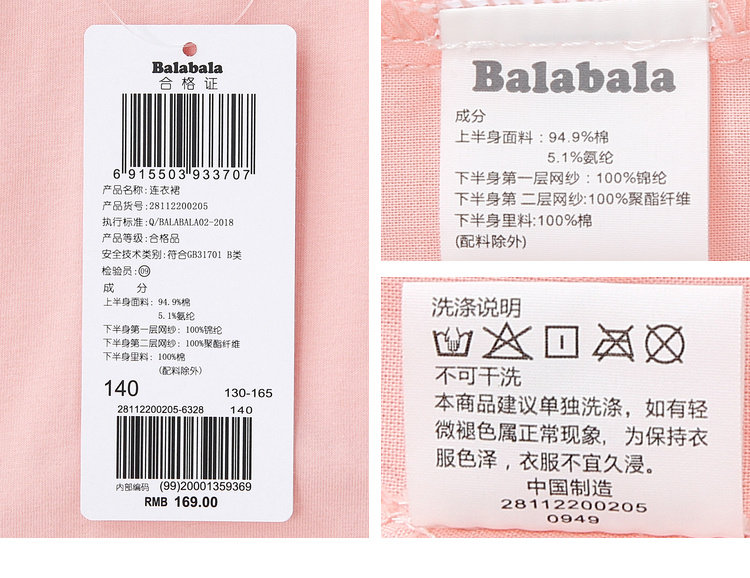 Balabala
合格证
6 915503 933707
产品名称: 连衣裙
产品货号: 28112200205
执行标准: Q/BALABALA02-2018
产品等级: 合格品
安全技术类别: 符合GB31701 B类
检验员: 09
成 分
上半身面料: 94.9%棉
5.1%氨纶
下半身第一层网纱: 100%锦纶
下半身第二层网纱: 100%聚酯纤维
下半身里料: 100%棉
(配料除外)
140 130-165
28112200205-6328 140
内部编码 (99)20001359369
RMB 169.00
Balabala
成分
上半身面料: 94.9%棉
5.1%氨纶
下半身第一层网纱: 100%锦纶
下半身第二层网纱:100%聚酯纤维
下半身里料:100%棉
(配料除外)
洗涤说明
不可干洗
本商品建议单独洗涤, 如有轻
微褪色属正常现象, 为保持衣
服色泽, 衣服不宜久浸.
中国制造
28112200205
0949